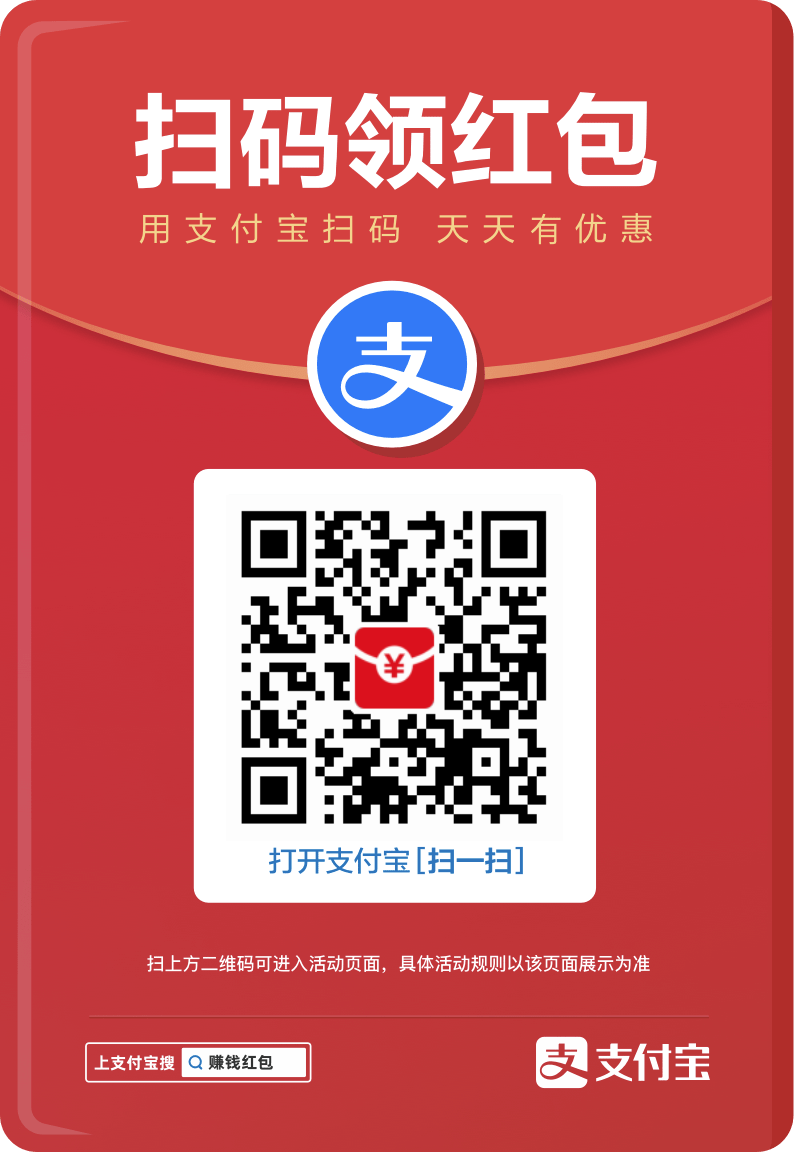 扫码领红包
用支付宝扫码 天天有优惠
支
¥
打开支付宝[扫一扫]
扫上方二维码可进入活动页面，具体活动规则以该页面展示为准
上支付宝搜 赚钱红包
支 支付宝